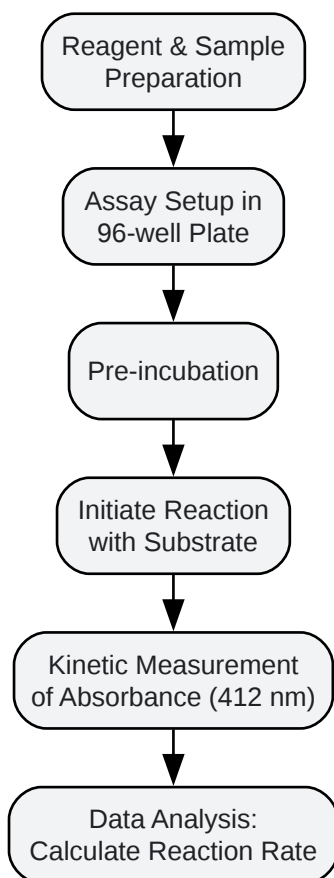 Reagent & Sample
Preparation
Assay Setup in
96-well Plate
Pre-incubation
Initiate Reaction
with Substrate
Kinetic Measurement
of Absorbance (412 nm)
Data Analysis:
Calculate Reaction Rate